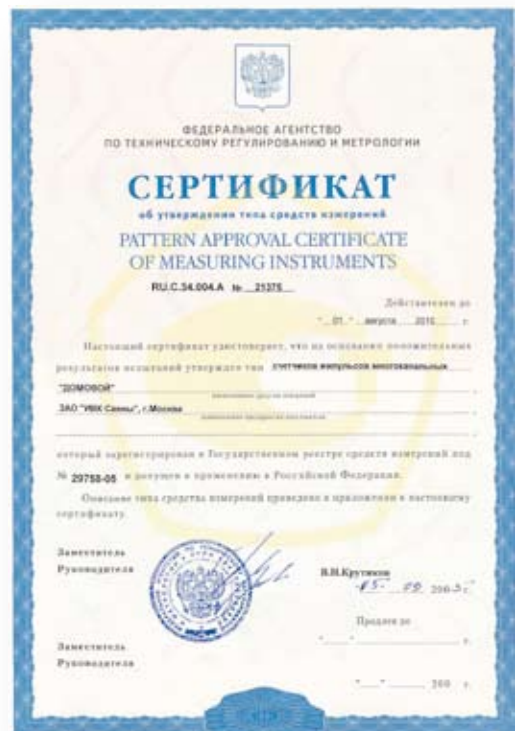 ФЕДЕРАЛЬНОЕ АГЕНТСТВО
ПО ТЕХНИЧЕСКОМУ РЕГУЛИРОВАНИЮ И МЕТРОЛОГИИ
СЕРТИФИКАТ
об утверждении типа средств измерений
PATTERN APPROVAL CERTIFICATE
OF MEASURING INSTRUMENTS
RU.C.34.004.A № 21375
Действителен до
" 01 " августа 2010 г.
Настоящий сертификат удостоверяет, что на основании положительных
результатов испытаний утвержден тип счетчиков импульсов многоканальных
"ДОМОВОЙ"
ЗАО "ИВК Саяны", г.Москва
который зарегистрирован в Государственном реестре средств измерений под
№ 29758-05 и допущен к применению в Российской Федерации.
Описание типа средства измерений приведено в приложении к настоящему
сертификату.
Заместитель
Руководителя
В.Н.Крутиков
200 г.
Продлен до
" " г.
Заместитель
Руководителя
" " 200 г.